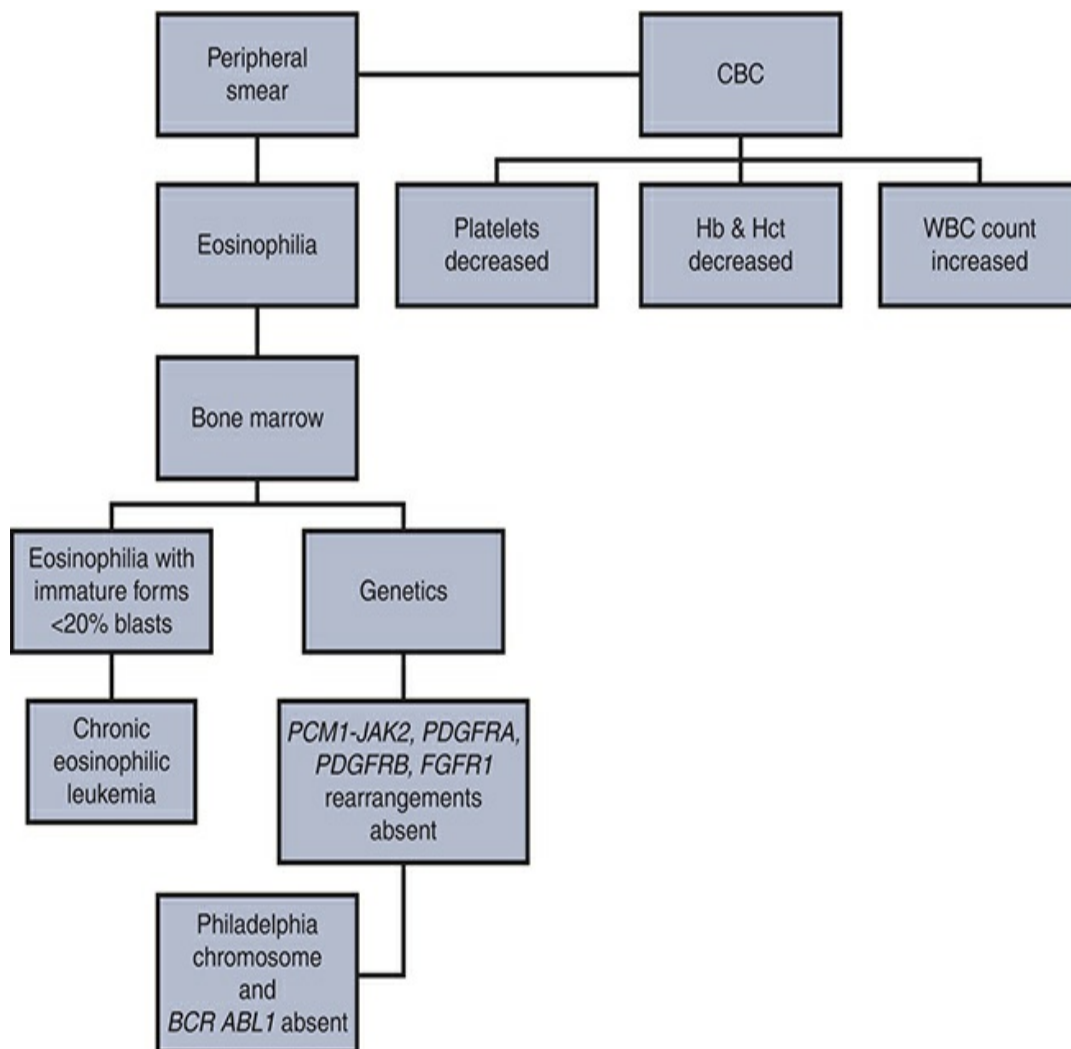 Peripheral
smear
CBC
Eosinophilia
Platelets
decreased
Hb & Hct
decreased
WBC count
increased
Bone marrow
Eosinophilia with
immature forms
<20% blasts
Genetics
Chronic
eosinophilic
leukemia
PCM1-JAK2, PDGFRA,
PDGFRB, FGFR1
rearrangements
absent
Philadelphia
chromosome
and
BCR ABL1 absent